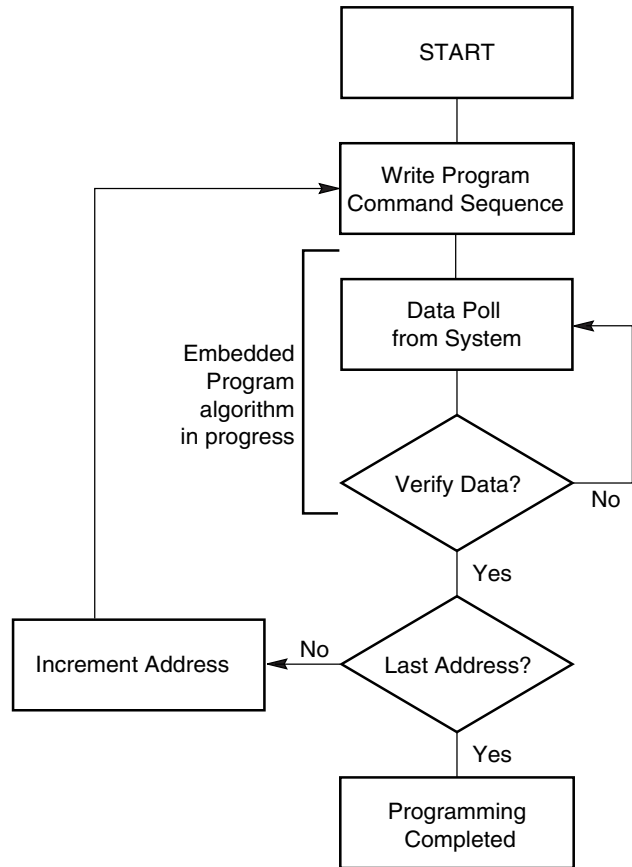 START
Write Program
Command Sequence
Data Poll
from System
Embedded
Program
algorithm
in progress
Verify Data?
No
Yes
Increment Address
No
Last Address?
Yes
Programming
Completed